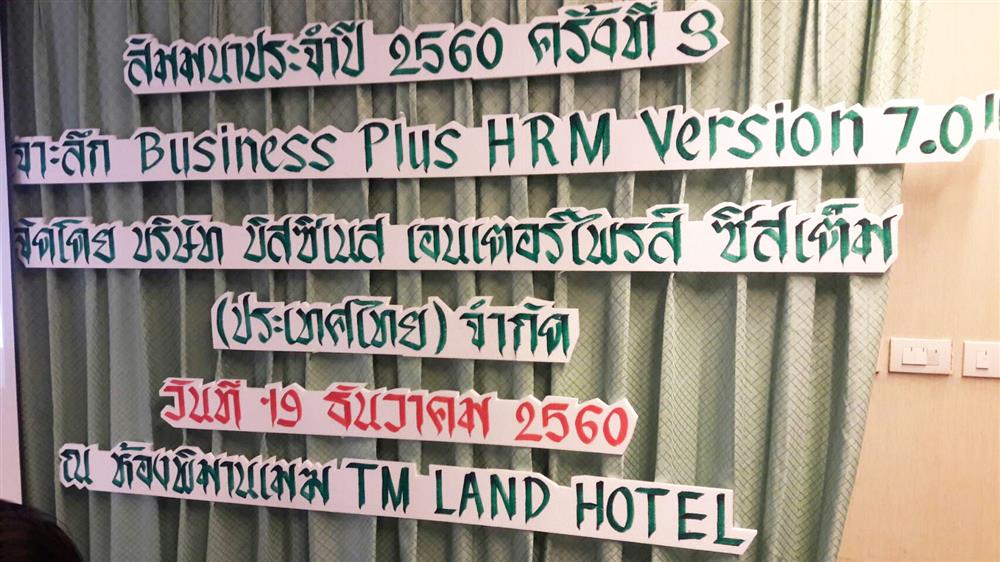 สัมมนาประจำปี 2560 ครั้งที่ 3
จาะลึก Business Plus HRM Version 7.0"
จัดโดย บริษัท บิสซิเนส เอนเตอร์ไพรส์ ซีสเต็ม
(ประเทศไทย) จำกัด
วันที่ 19 ธันวาคม 2560
ณ ห้องพิมานเมฆ TM LAND HOTEL